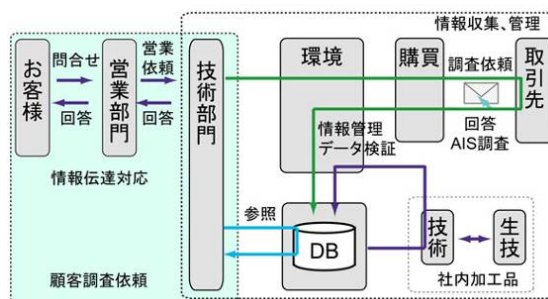 情報収集、管理
お客様
問合せ
回答
営業部門
営業
依頼
回答
技術部門
環境
購買
調査依頼
取引先
回答
AIS調査
情報管理
データ検証
情報伝達対応
参照
DB
技術
生技
社内加工品
顧客調査依頼